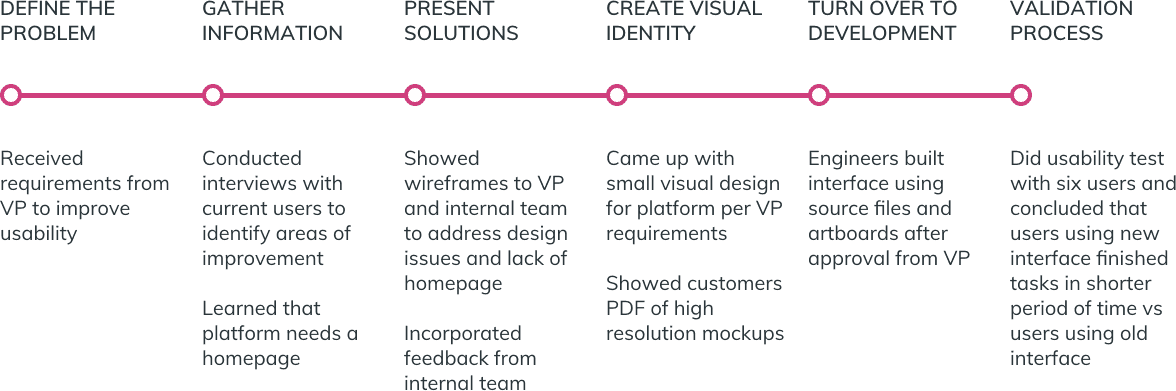 DEFINE THE
PROBLEM
Received
requirements from
VP to improve
usability
GATHER
INFORMATION
Conducted
interviews with
current users to
identify areas of
improvement
Learned that
platform needs a
homepage
PRESENT
SOLUTIONS
Showed
wireframes to VP
and internal team
to address design
issues and lack of
homepage
Incorporated
feedback from
internal team
CREATE VISUAL
IDENTITY
Came up with
small visual design
for platform per VP
requirements
Showed customers
PDF of high
resolution mockups
TURN OVER TO
DEVELOPMENT
Engineers built
interface using
source files and
artboards after
approval from VP
VALIDATION
PROCESS
Did usability test
with six users and
concluded that
users using new
interface finished
tasks in shorter
period of time vs
users using old
interface